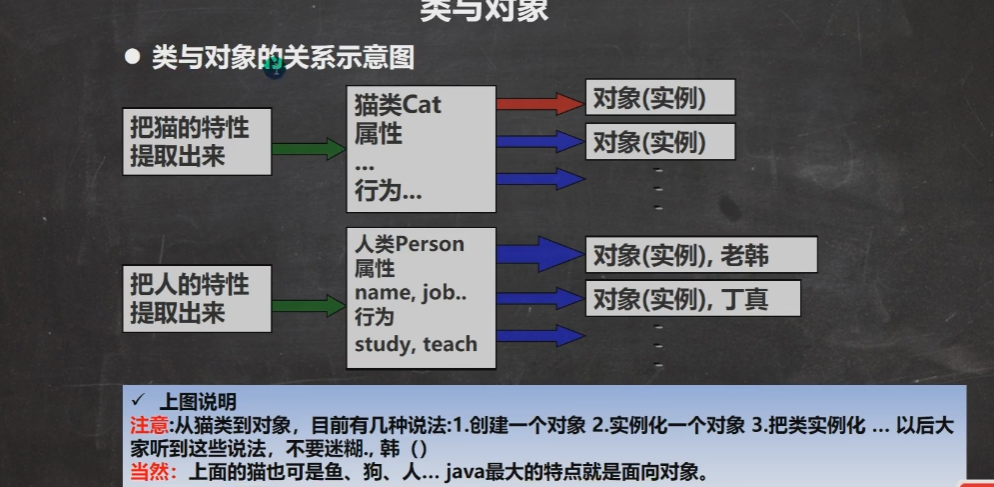 类与对象
● 类与对象的关系示意图
把猫的特性
提取出来
猫类Cat
属性
...
行为...
对象(实例)
对象(实例)
把人的特性
提取出来
人类Person
属性
name, job..
行为
study, teach
对象(实例), 老韩
对象(实例), 丁真
✓ 上图说明
注意:从猫类到对象，目前有几种说法:1.创建一个对象 2.实例化一个对象 3.把类实例化 ... 以后大
家听到这些说法，不要迷糊., 韩（）
当然：上面的猫也可是鱼、狗、人... java最大的特点就是面向对象。